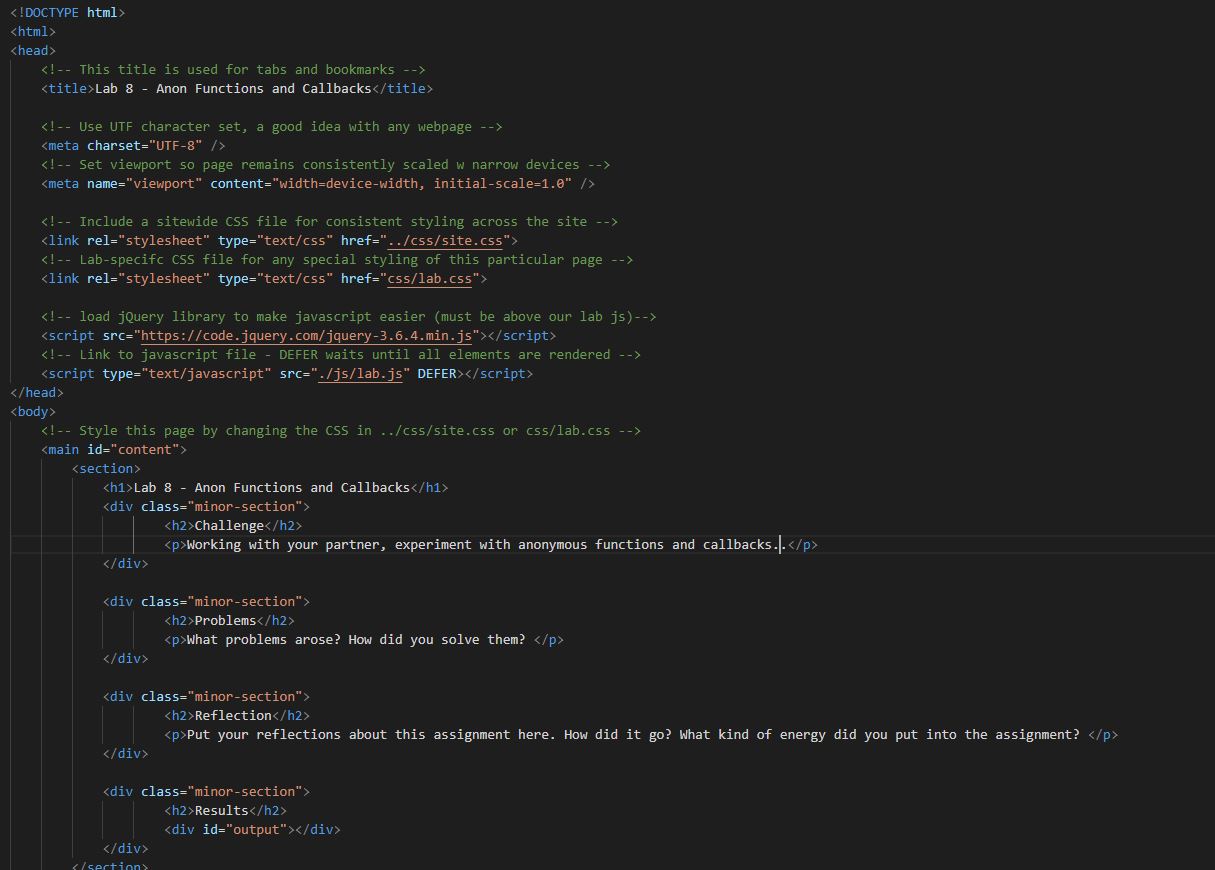 <!DOCTYPE html>
<html>
<head>
<!-- This title is used for tabs and bookmarks -->
<title>Lab 8 - Anon Functions and Callbacks</title>
<!-- Use UTF character set, a good idea with any webpage -->
<meta charset="UTF-8" />
<!-- Set viewport so page remains consistently scaled w narrow devices -->
<meta name="viewport" content="width=device-width, initial-scale=1.0" />
<!-- Include a sitewide CSS file for consistent styling across the site -->
<link rel="stylesheet" type="text/css" href="../css/site.css">
<!-- Lab-specifc CSS file for any special styling of this particular page -->
<link rel="stylesheet" type="text/css" href="css/lab.css">
<!-- load jQuery library to make javascript easier (must be above our lab js)-->
<script src="https://code.jquery.com/jquery-3.6.4.min.js"></script>
<!-- Link to javascript file - DEFER waits until all elements are rendered -->
<script type="text/javascript" src="./js/lab.js" DEFER></script>
</head>
<body>
<!-- Style this page by changing the CSS in ../css/site.css or css/lab.css -->
<main id="content">
<section>
<h1>Lab 8 - Anon Functions and Callbacks</h1>
<div class="minor-section">
<h2>Challenge</h2>
<p>Working with your partner, experiment with anonymous functions and callbacks..</p>
</div>
<div class="minor-section">
<h2>Problems</h2>
<p>What problems arose? How did you solve them? </p>
</div>
<div class="minor-section">
<h2>Reflection</h2>
<p>Put your reflections about this assignment here. How did it go? What kind of energy did you put into the assignment? </p>
</div>
<div class="minor-section">
<h2>Results</h2>
<div id="output"></div>
</div>
</section>